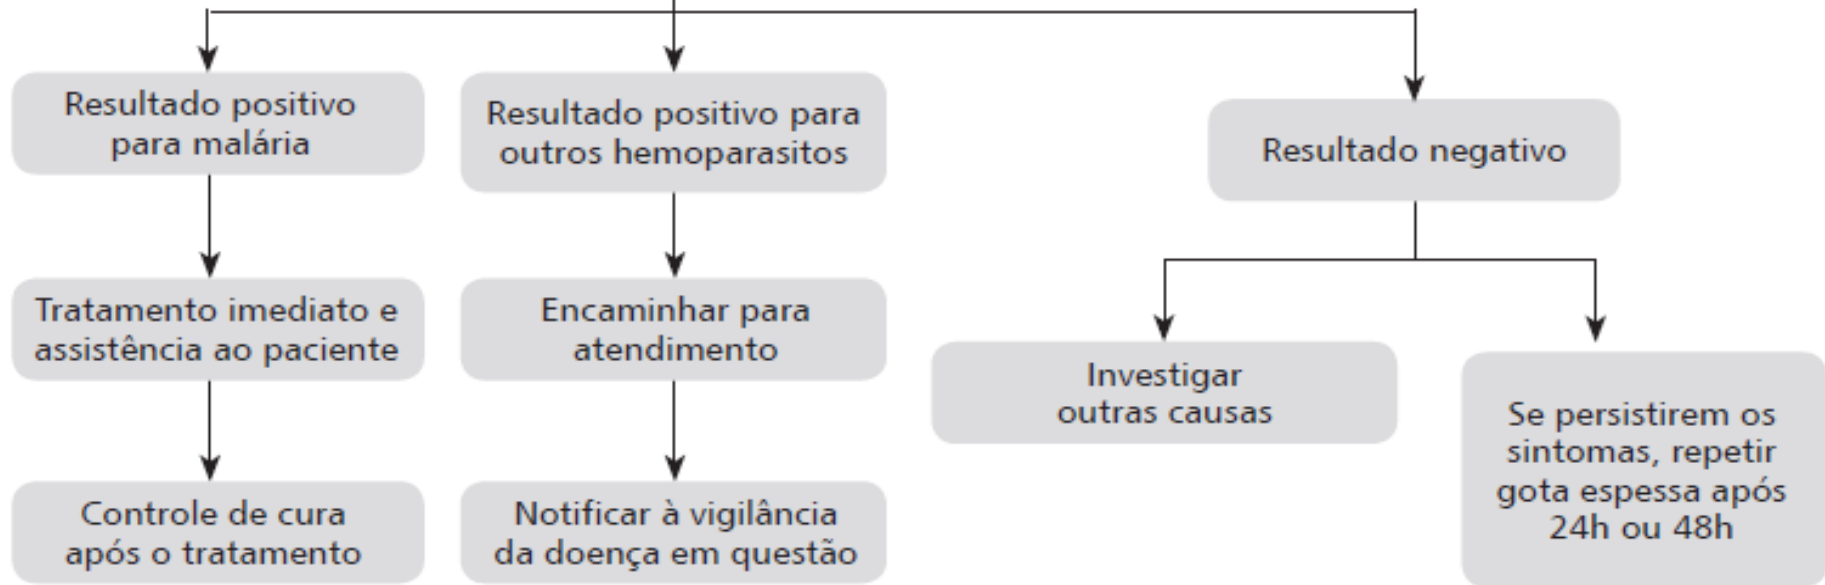 Resultado positivo
para malária
Resultado positivo para
outros hemoparasitos
Resultado negativo
Tratamento imediato e
assistência ao paciente
Encaminhar para
atendimento
Investigar
outras causas
Se persistirem os
sintomas, repetir
gota espessa após
24h ou 48h
Controle de cura
após o tratamento
Notificar à vigilância
da doença em questão